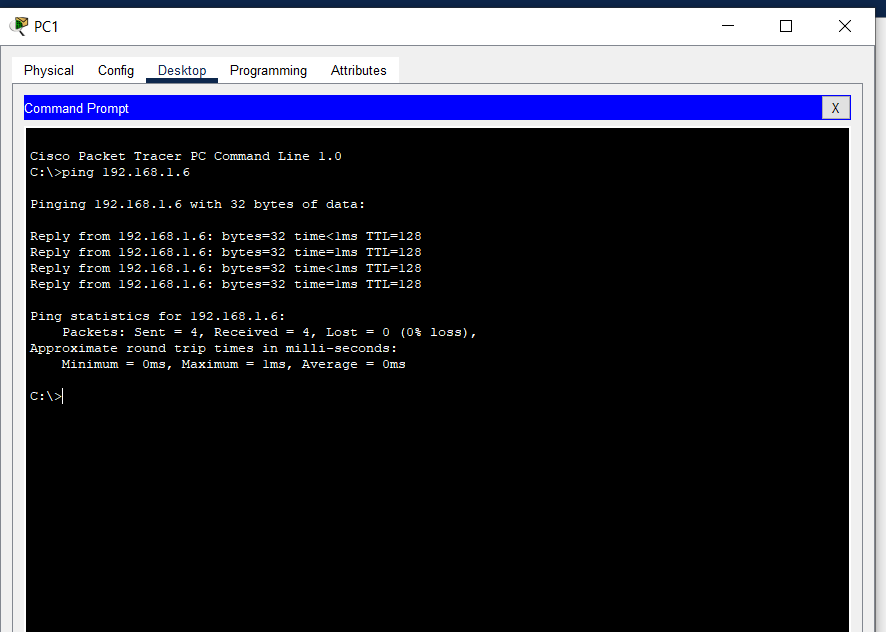 PC1
Physical Config Desktop Programming Attributes
Command Prompt X
Cisco Packet Tracer PC Command Line 1.0
C:\>ping 192.168.1.6
Pinging 192.168.1.6 with 32 bytes of data:
Reply from 192.168.1.6: bytes=32 time<1ms TTL=128
Reply from 192.168.1.6: bytes=32 time=1ms TTL=128
Reply from 192.168.1.6: bytes=32 time<1ms TTL=128
Reply from 192.168.1.6: bytes=32 time=1ms TTL=128
Ping statistics for 192.168.1.6:
Packets: Sent = 4, Received = 4, Lost = 0 (0% loss),
Approximate round trip times in milli-seconds:
Minimum = 0ms, Maximum = 1ms, Average = 0ms
C:\>